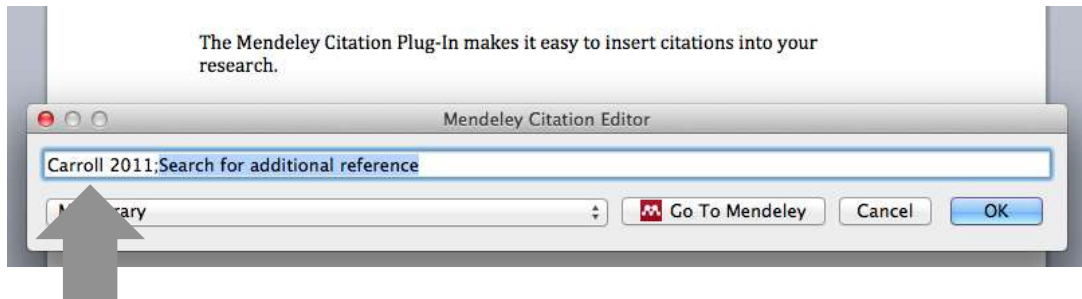 The Mendeley Citation Plug-In makes it easy to insert citations into your
research.
Mendeley Citation Editor
Carroll 2011;Search for additional reference
Go To Mendeley Cancel OK